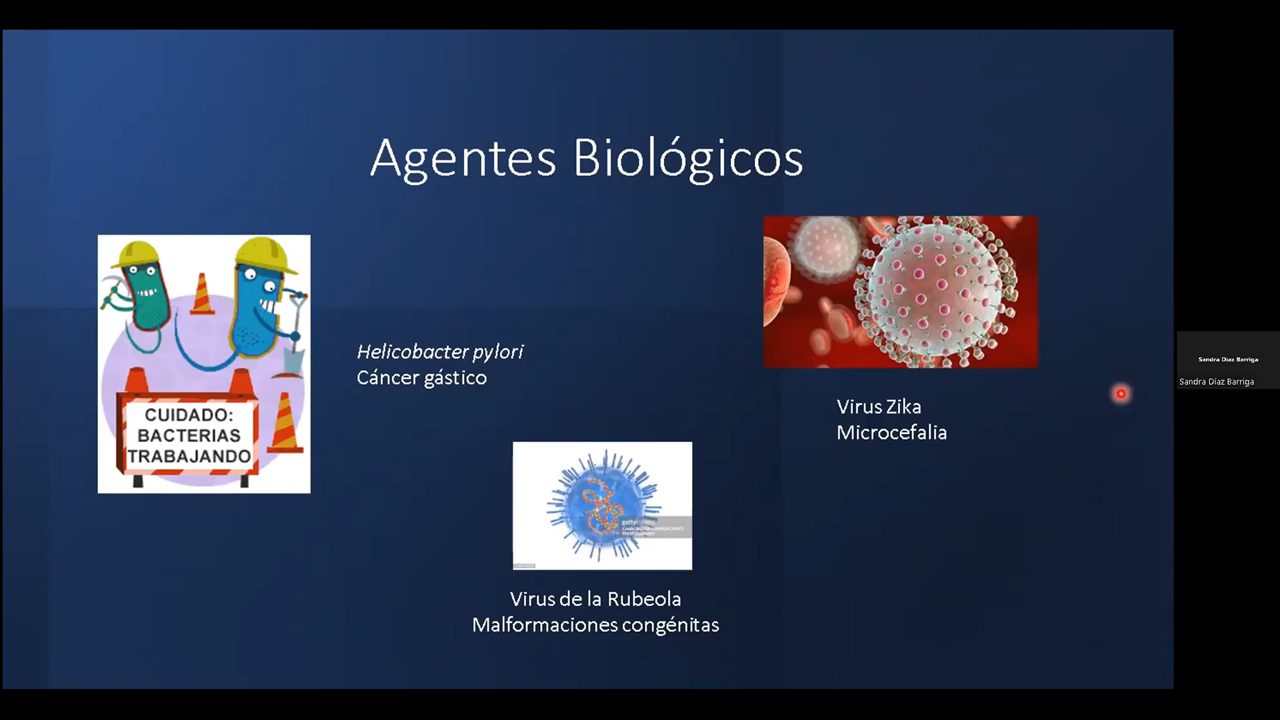 Agentes Biológicos
CUIDADO:
BACTERIAS
TRABAJANDO
Helicobacter pylori
Cáncer gástico
Virus Zika
Microcefalia
Virus de la Rubeola
Malformaciones congénitas
Sandra Díaz Barriga
Sandra Díaz Barriga